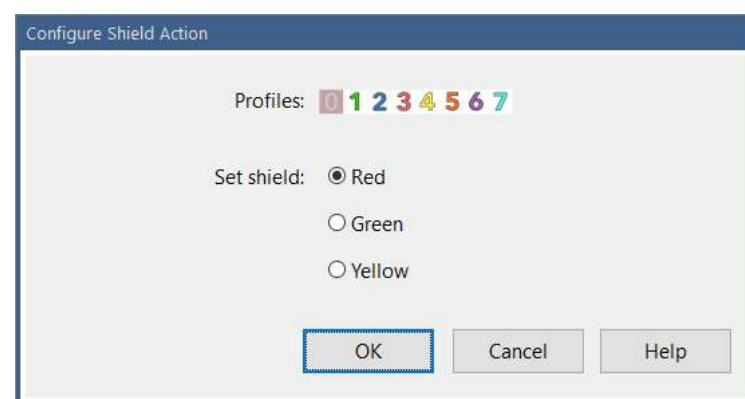 Configure Shield Action
Profiles: 0 1 2 3 4 5 6 7
Set shield: Red
Green
Yellow
OK Cancel Help